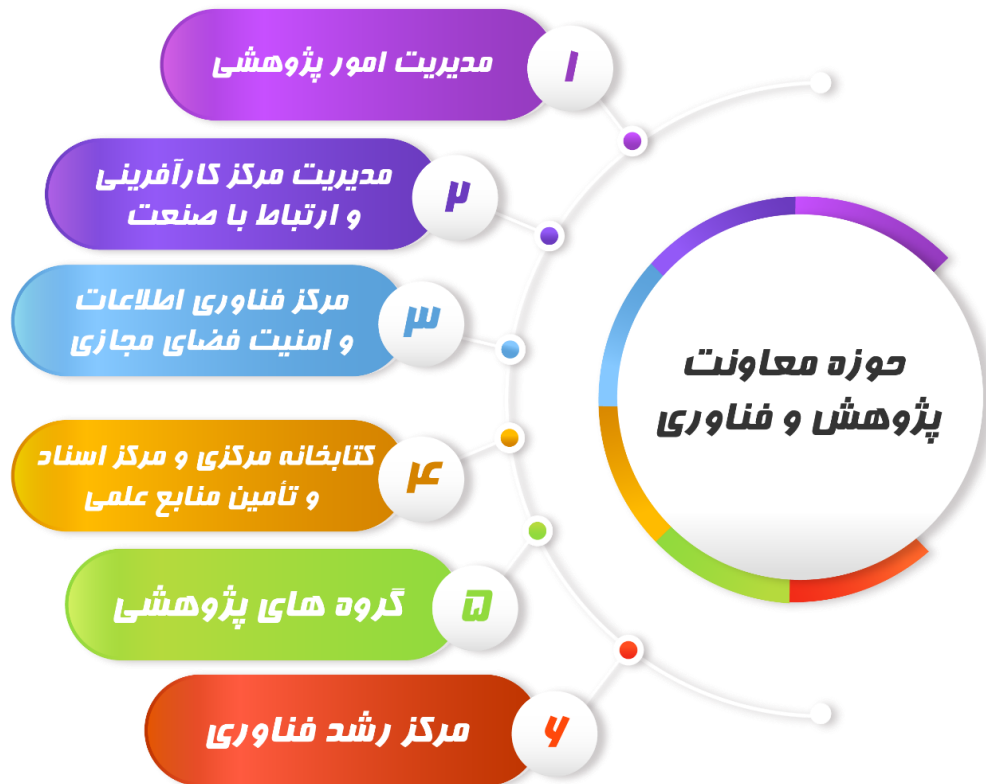 حوزه معاونت
پژوهش و فناوری
۱
مدیریت امور پژوهشی
۲
مدیریت مرکز کارآفرینی
و ارتباط با صنعت
۳
مرکز فناوری اطلاعات
و امنیت فضای مجازی
۴
کتابخانه مرکزی و مرکز اسناد
و تأمین منابع علمی
۵
گروه های پژوهشی
۶
مرکز رشد فناوری